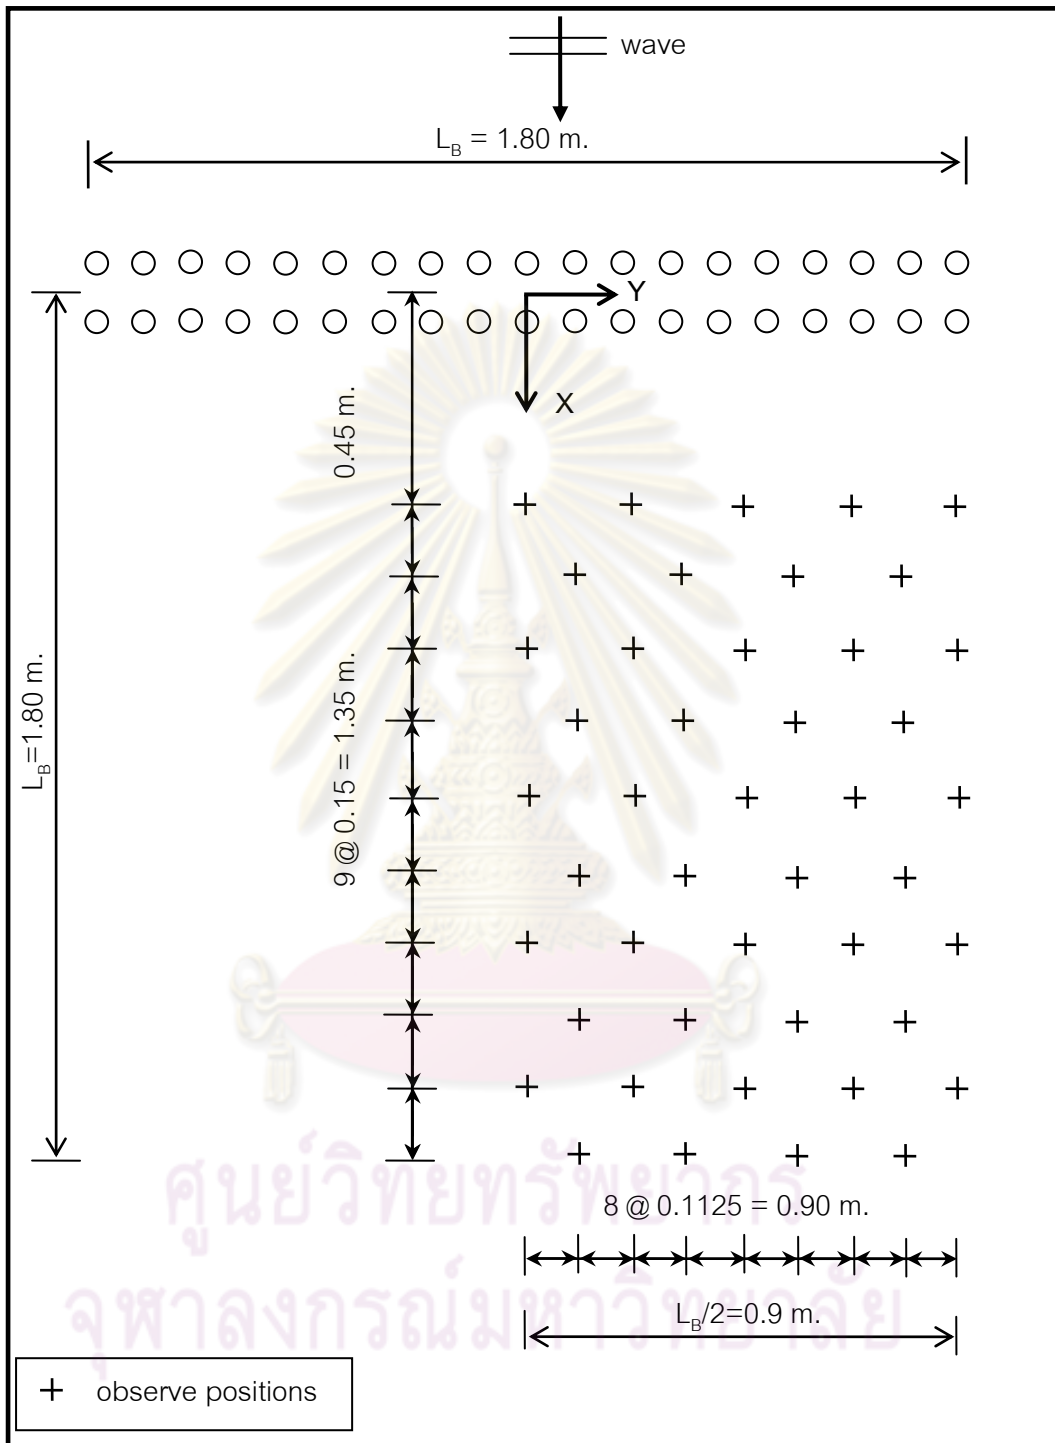 wave
L_B = 1.80 m.
Y
X
0.45 m.
L_B=1.80 m.
9 @ 0.15 = 1.35 m.
ศูนย์วิทยทรัพยากร
8 @ 0.1125 = 0.90 m.
จุฬาลงกรณ์มหาวิทยาลัย
L_B/2=0.9 m.
+ observe positions